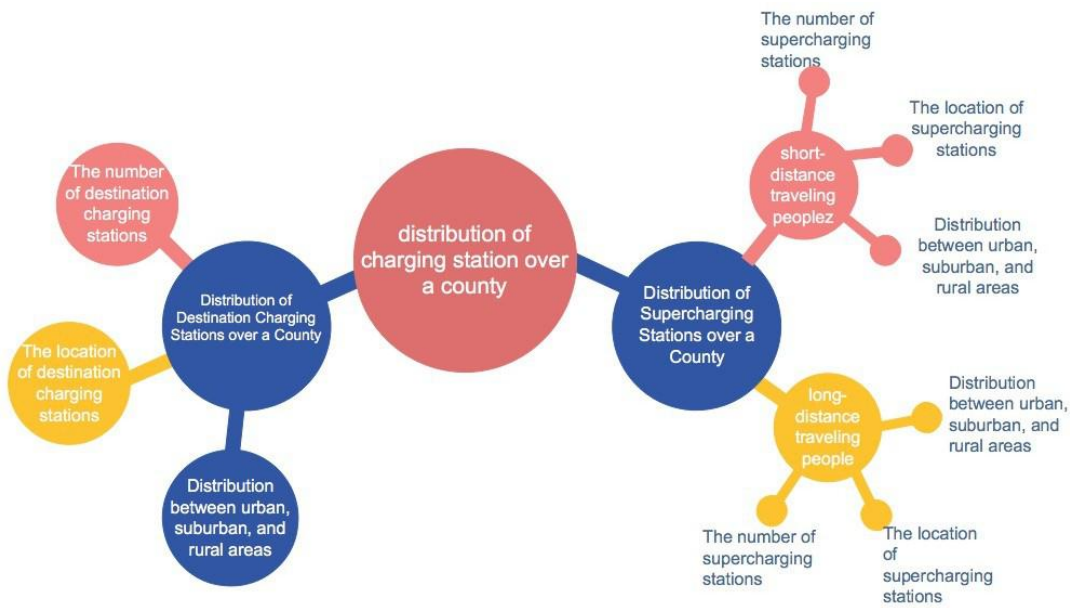 The number of
supercharging
stations
The location of
supercharging
stations
short-
distance
traveling
peoplez
Distribution
between urban,
suburban, and
rural areas
The number
of destination
charging
stations
distribution of
charging station over
a county
Distribution of
Destination Charging
Stations over a County
Distribution of
Supercharging
Stations over a
County
The location
of destination
charging
stations
long-
distance
traveling
people
Distribution
between urban,
suburban, and
rural areas
Distribution
between urban,
suburban, and
rural areas
The number of
supercharging
stations
The location
of
supercharging
stations